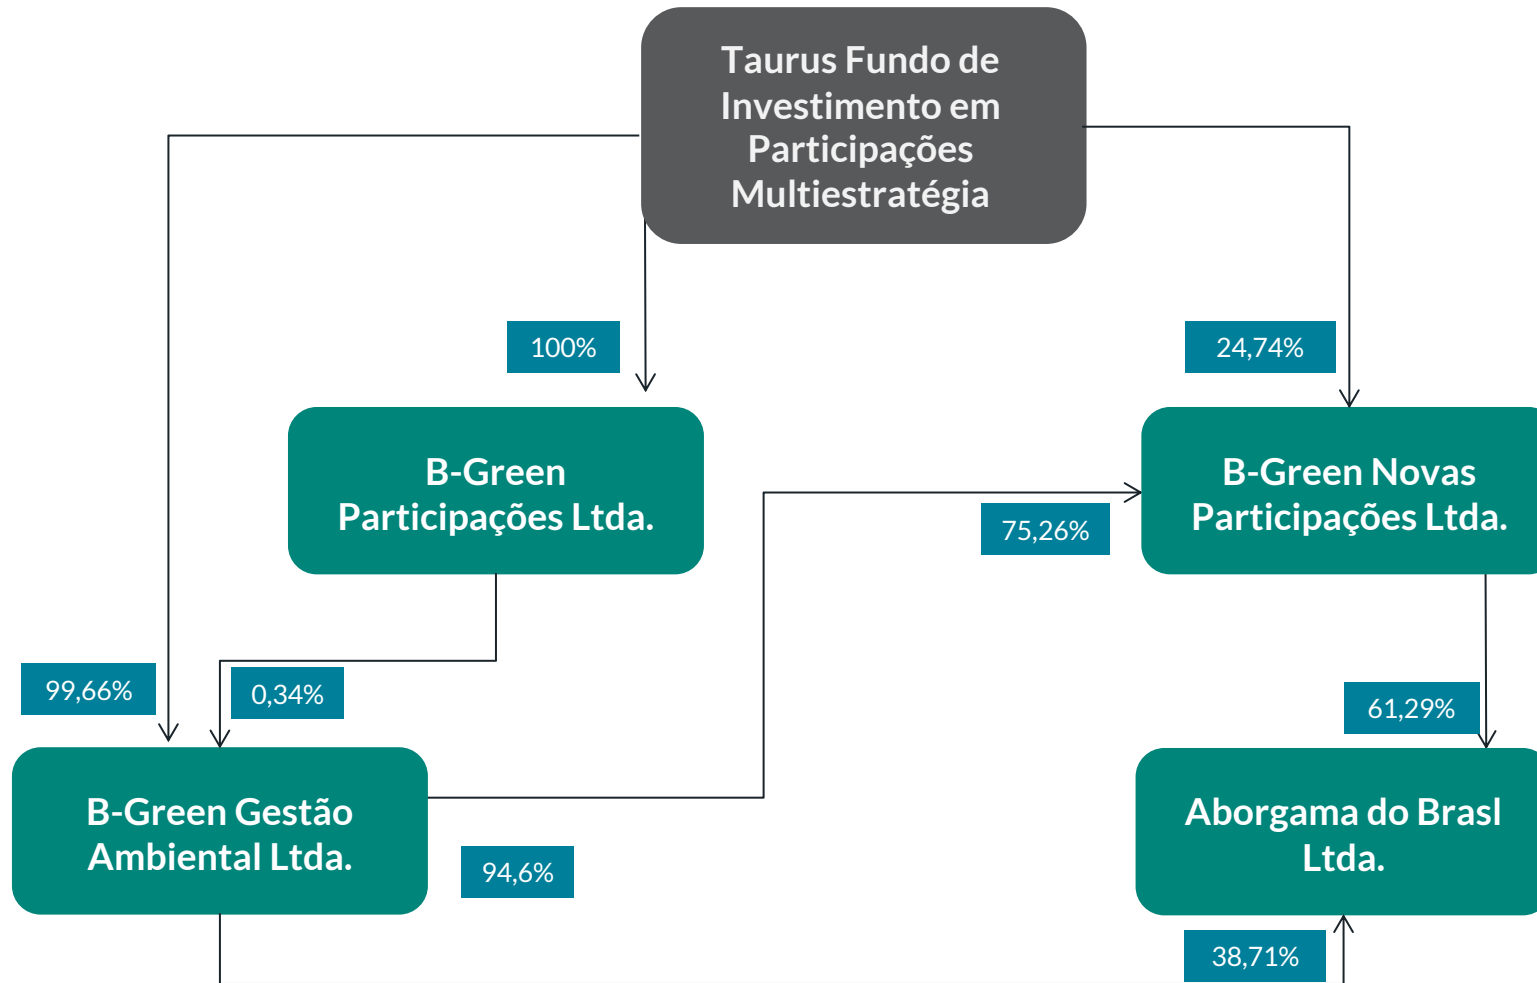 Taurus Fundo de
Investimento em
Participações
Multiestratégia
100%
24,74%
B-Green
Participações Ltda.
B-Green Novas
Participações Ltda.
75,26%
99,66%
0,34%
61,29%
B-Green Gestão
Ambiental Ltda.
94,6%
Aborgama do Brasl
Ltda.
38,71%